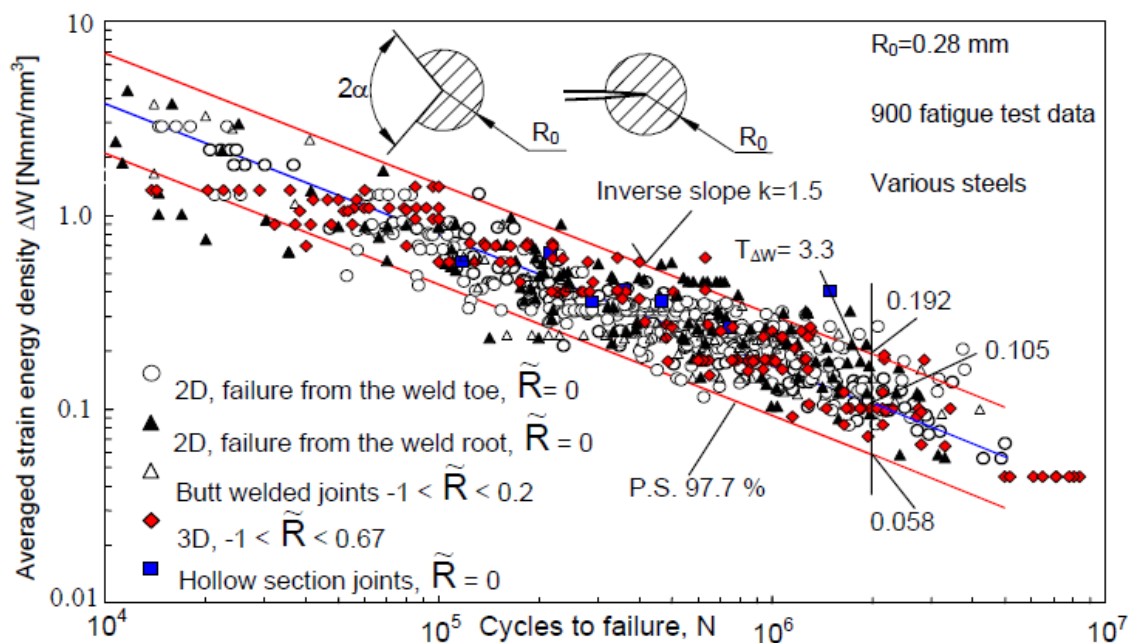 Averaged strain energy density ΔW [Nmm/mm³]
10
1.0
0.1
0.01
2α
R₀
R₀
R₀=0.28 mm
900 fatigue test data
Various steels
Inverse slope k=1.5
T_ΔW= 3.3
0.192
0.105
0.058
P.S. 97.7 %
2D, failure from the weld toe, R̃ = 0
2D, failure from the weld root, R̃ = 0
Butt welded joints -1 < R̃ < 0.2
3D, -1 < R̃ < 0.67
Hollow section joints, R̃ = 0
10⁴
10⁵
10⁶
10⁷
Cycles to failure, N